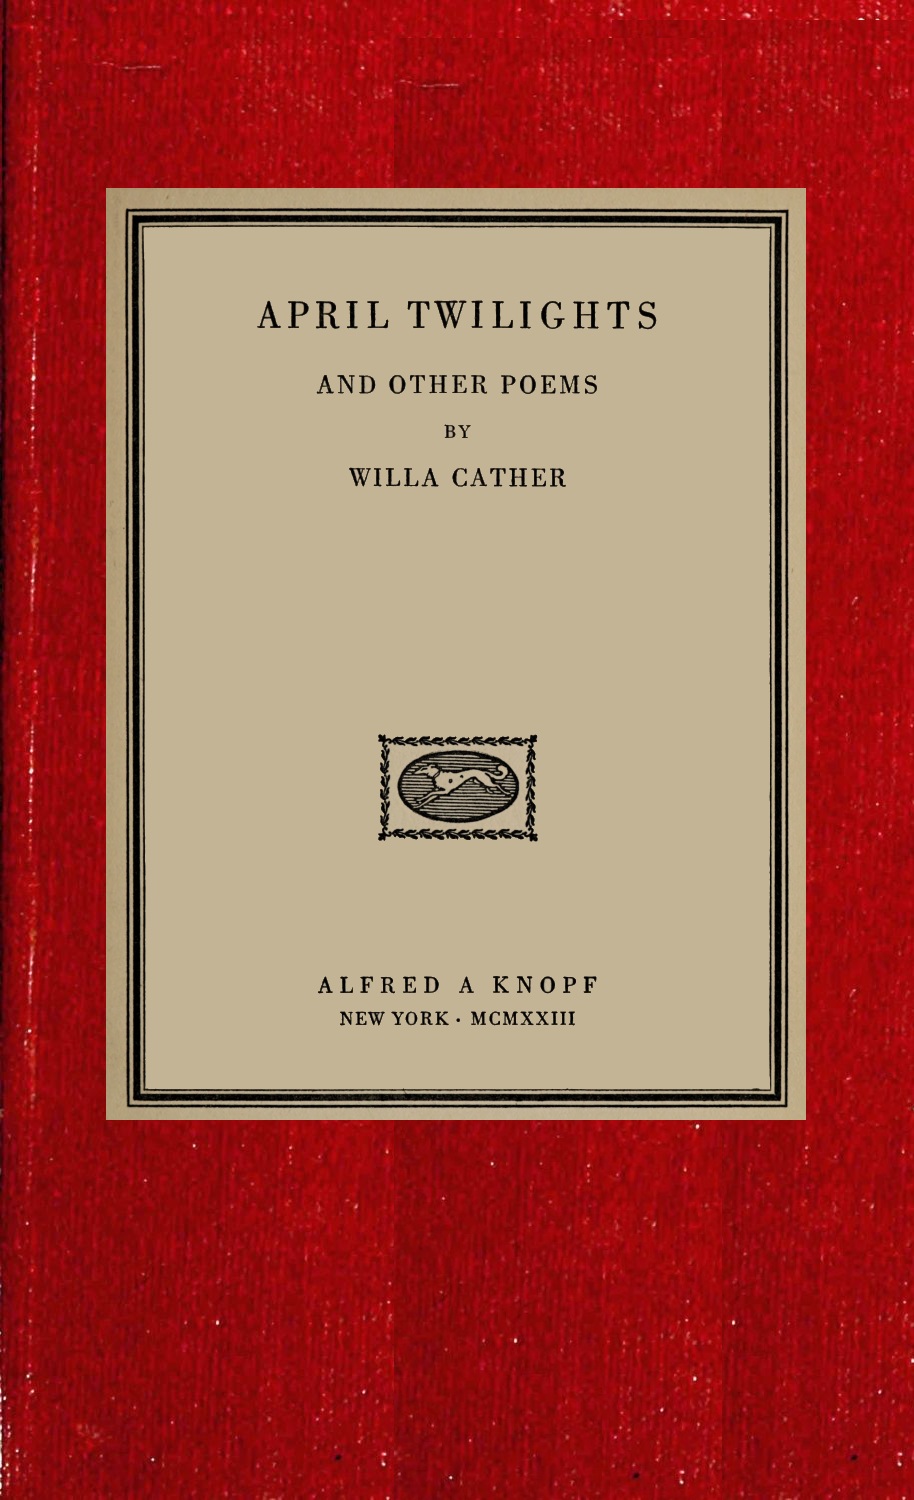 APRIL TWILIGHTS
AND OTHER POEMS
BY
WILLA CATHER
ALFRED A KNOPF
NEW YORK · MCMXXIII